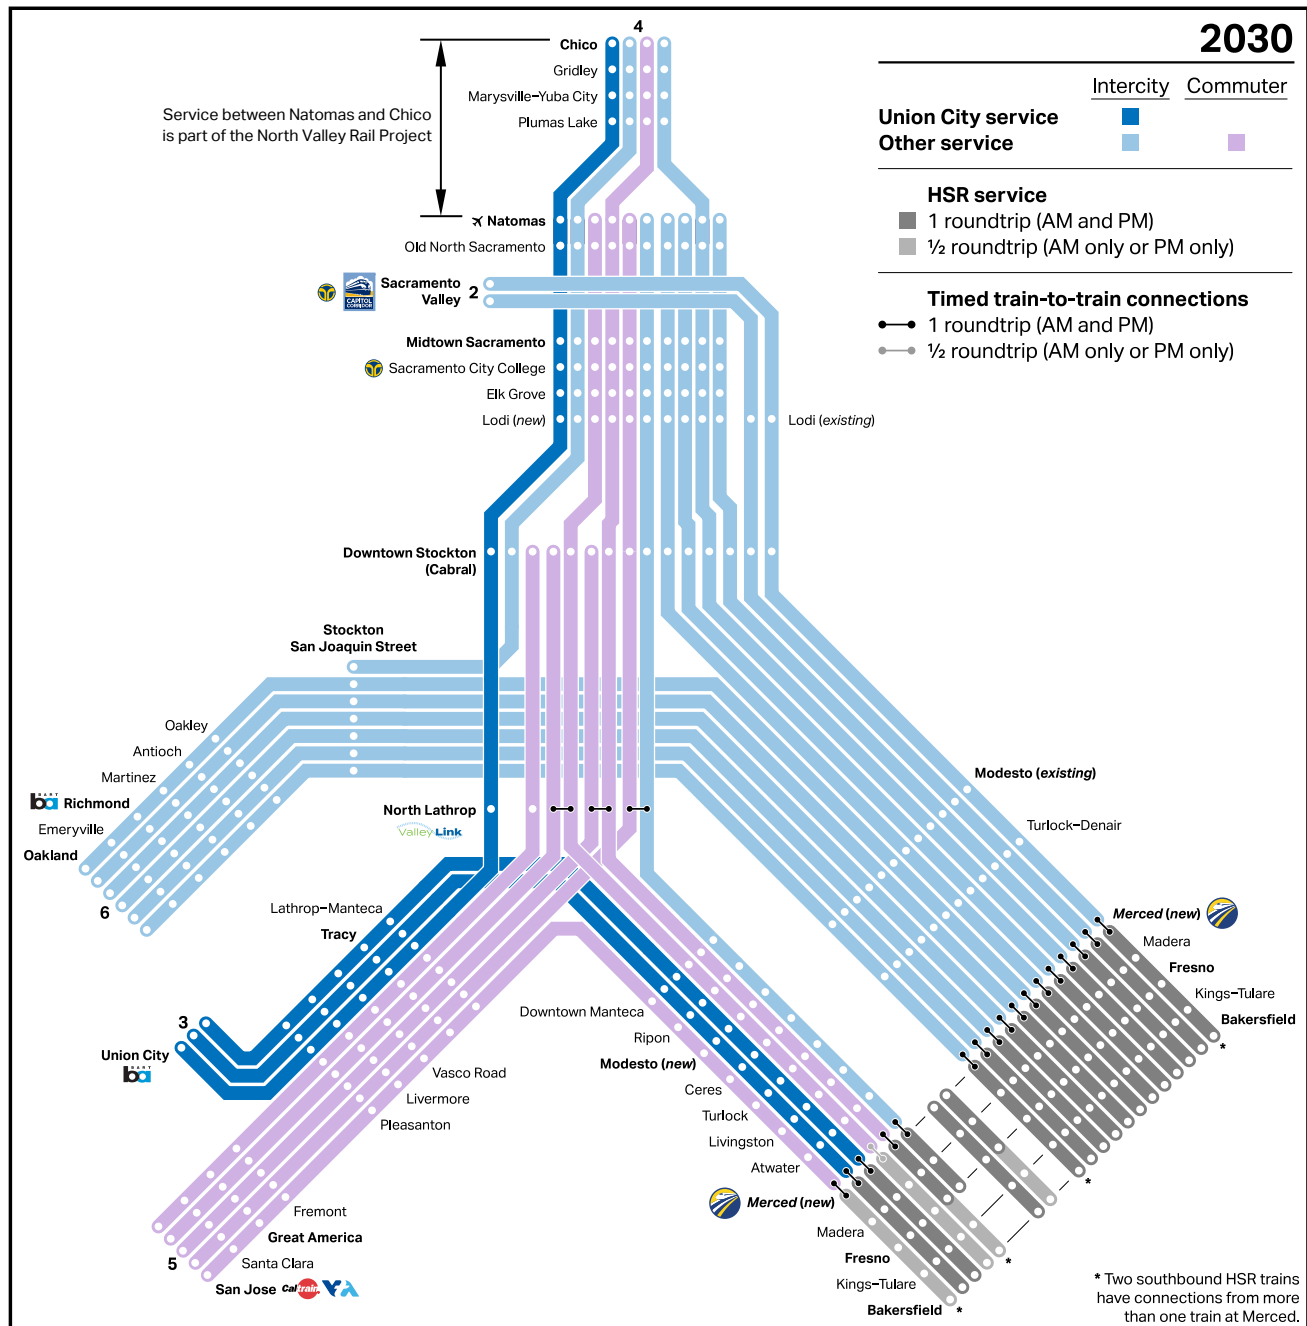 4
2030
Chico
Gridley
Marysville–Yuba City
Plumas Lake
Service between Natomas and Chico
is part of the North Valley Rail Project
Intercity Commuter
Union City service
Other service
HSR service
1 roundtrip (AM and PM)
½ roundtrip (AM only or PM only)
Timed train-to-train connections
1 roundtrip (AM and PM)
½ roundtrip (AM only or PM only)
Natomas
Old North Sacramento
CAPITOL
CORRIDOR
Sacramento
Valley
2
Midtown Sacramento
Sacramento City College
Elk Grove
Lodi (new)
Lodi (existing)
Downtown Stockton
(Cabral)
Stockton
San Joaquin Street
Oakley
Antioch
Martinez
BART
ba Richmond
Emeryville
Oakland
6
North Lathrop
Valley Link
Modesto (existing)
Turlock–Denair
Merced (new)
Madera
Fresno
Kings–Tulare
Bakersfield
*
Lathrop–Manteca
Tracy
3
Union City
BART
ba
Vasco Road
Livermore
Pleasanton
Fremont
Great America
Santa Clara
5
San Jose Caltrain VTA
Downtown Manteca
Ripon
Modesto (new)
Ceres
Turlock
Livingston
Atwater
Merced (new)
Madera
Fresno
Kings–Tulare
Bakersfield *
*
*
* Two southbound HSR trains
have connections from more
than one train at Merced.